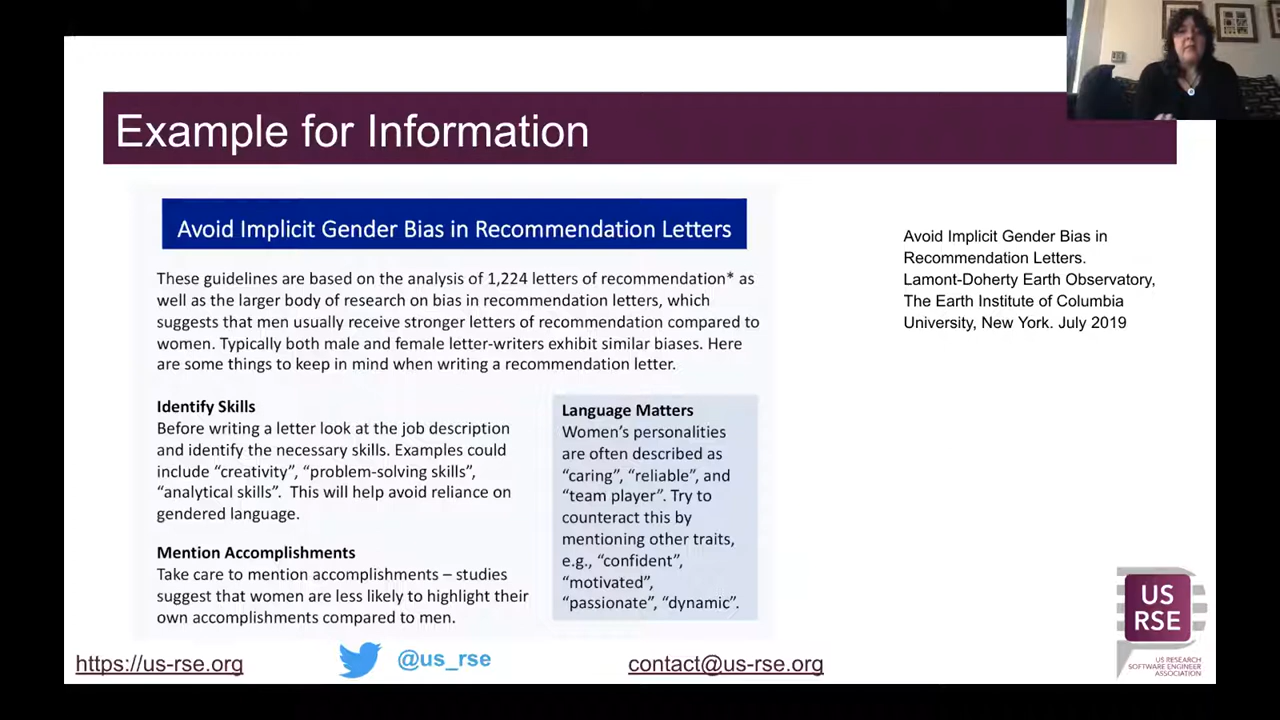 Example for Information
Avoid Implicit Gender Bias in Recommendation Letters
These guidelines are based on the analysis of 1,224 letters of recommendation* as
well as the larger body of research on bias in recommendation letters, which
suggests that men usually receive stronger letters of recommendation compared to
women. Typically both male and female letter-writers exhibit similar biases. Here
are some things to keep in mind when writing a recommendation letter.
Identify Skills
Before writing a letter look at the job description
and identify the necessary skills. Examples could
include “creativity”, “problem-solving skills”,
“analytical skills”.  This will help avoid reliance on
gendered language.
Mention Accomplishments
Take care to mention accomplishments – studies
suggest that women are less likely to highlight their
own accomplishments compared to men.
Language Matters
Women’s personalities
are often described as
“caring”, “reliable”, and
“team player”. Try to
counteract this by
mentioning other traits,
e.g., “confident”,
“motivated”,
“passionate”, “dynamic”.
Avoid Implicit Gender Bias in
Recommendation Letters.
Lamont-Doherty Earth Observatory,
The Earth Institute of Columbia
University, New York. July 2019
https://us-rse.org
@us_rse
contact@us-rse.org
US
RSE
US RESEARCH
SOFTWARE ENGINEER
ASSOCIATION